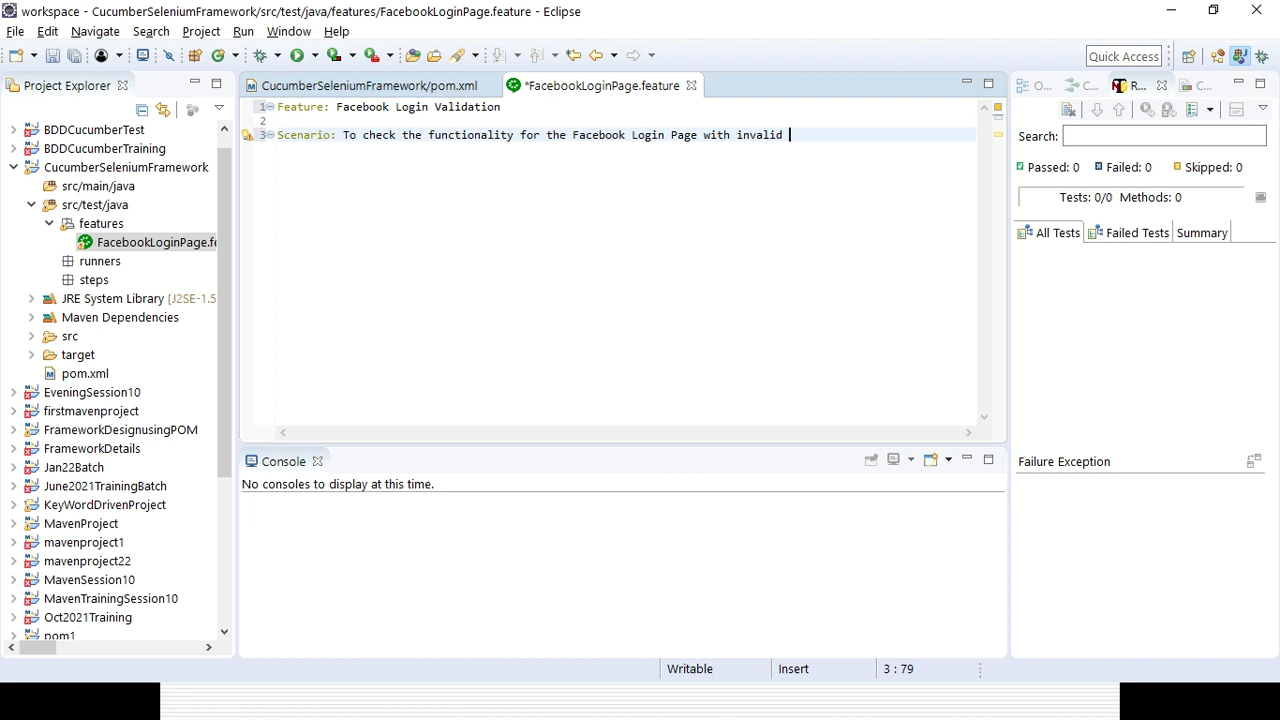 workspace - CucumberSeleniumFramework/src/test/java/features/FacebookLoginPage.feature - Eclipse
File Edit Navigate Search Project Run Window Help
Quick Access
Project Explorer
BDDCucumberTest
BDDCucumberTraining
CucumberSeleniumFramework
src/main/java
src/test/java
features
FacebookLoginPage.fe
runners
steps
JRE System Library [J2SE-1.5
Maven Dependencies
src
target
pom.xml
EveningSession10
firstmavenproject
FrameworkDesignusingPOM
FrameworkDetails
Jan22Batch
June2021TrainingBatch
KeyWordDrivenProject
MavenProject
mavenproject1
mavenproject22
MavenSession10
MavenTrainingSession10
Oct2021Training
pom1
CucumberSeleniumFramework/pom.xml *FacebookLoginPage.feature
1 Feature: Facebook Login Validation
2
3 Scenario: To check the functionality for the Facebook Login Page with invalid
Console
No consoles to display at this time.
O... C... R... C...
Search:
Passed: 0 Failed: 0 Skipped: 0
Tests: 0/0 Methods: 0
All Tests Failed Tests Summary
Failure Exception
Writable Insert 3 : 79